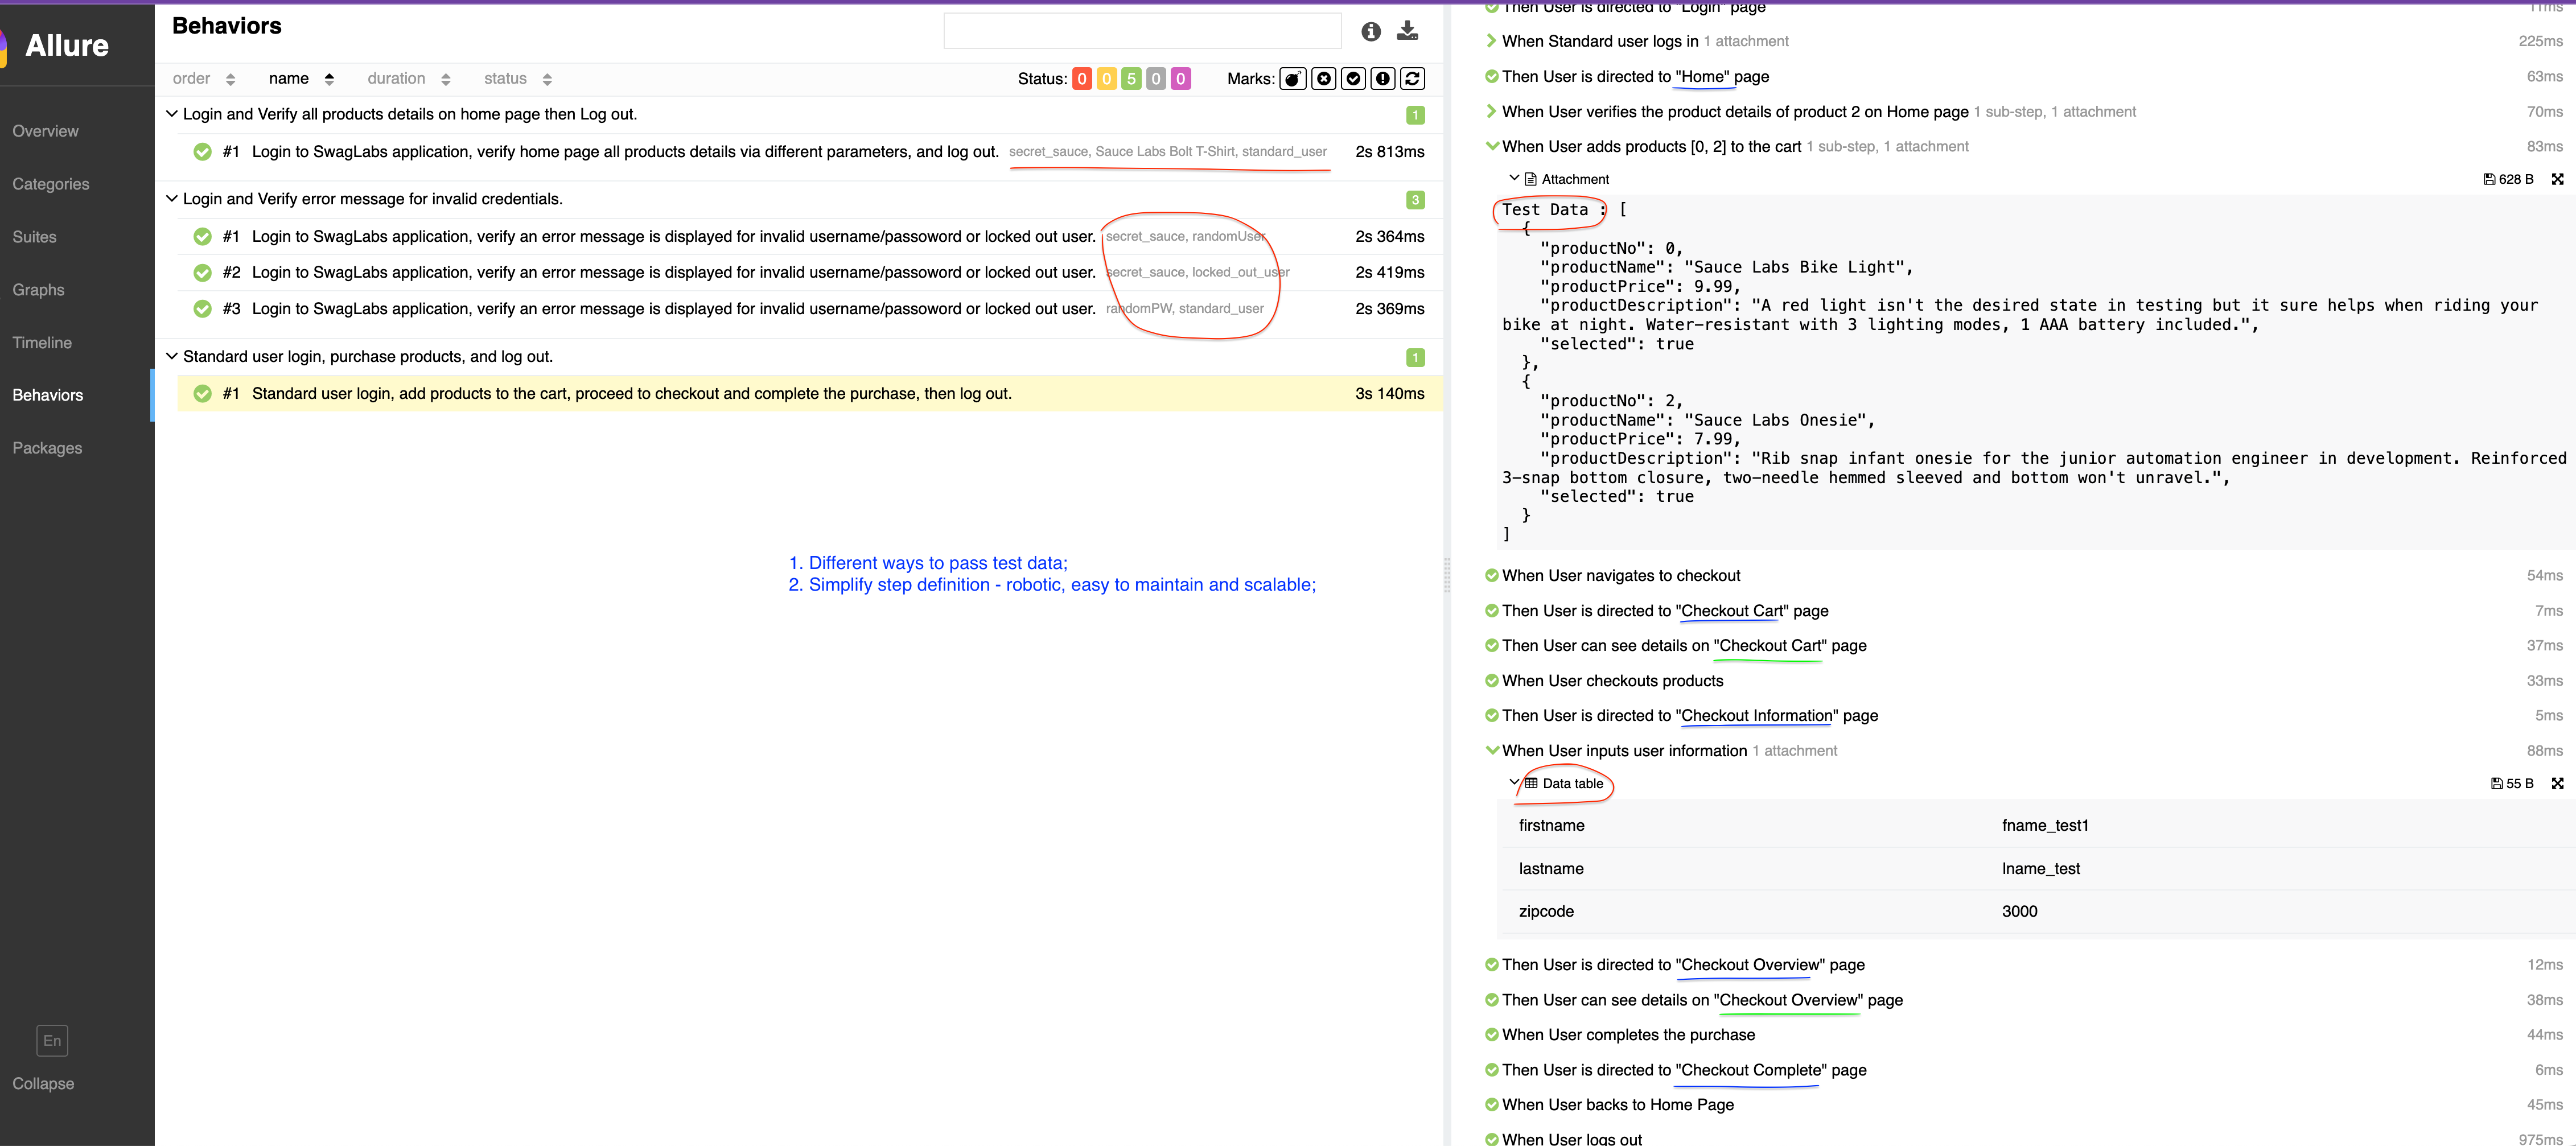 Allure
Overview
Categories
Suites
Graphs
Timeline
Behaviors
Packages
En
Collapse
Behaviors
order name duration status Status: 0 0 5 0 0 Marks:
Login and Verify all products details on home page then Log out. 1
#1 Login to SwagLabs application, verify home page all products details via different parameters, and log out. secret_sauce, Sauce Labs Bolt T-Shirt, standard_user 2s 813ms
Login and Verify error message for invalid credentials. 3
#1 Login to SwagLabs application, verify an error message is displayed for invalid username/passoword or locked out user. secret_sauce, randomUser 2s 364ms
#2 Login to SwagLabs application, verify an error message is displayed for invalid username/passoword or locked out user. secret_sauce, locked_out_user 2s 419ms
#3 Login to SwagLabs application, verify an error message is displayed for invalid username/passoword or locked out user. randomPW, standard_user 2s 369ms
Standard user login, purchase products, and log out. 1
#1 Standard user login, add products to the cart, proceed to checkout and complete the purchase, then log out. 3s 140ms
1. Different ways to pass test data;
2. Simplify step definition - robotic, easy to maintain and scalable;
Then User is directed to "Login" page 11ms
When Standard user logs in 1 attachment 225ms
Then User is directed to "Home" page 63ms
When User verifies the product details of product 2 on Home page 1 sub-step, 1 attachment 70ms
When User adds products [0, 2] to the cart 1 sub-step, 1 attachment 83ms
Attachment 628 B
Test Data : [
{
"productNo": 0,
"productName": "Sauce Labs Bike Light",
"productPrice": 9.99,
"productDescription": "A red light isn't the desired state in testing but it sure helps when riding your
bike at night. Water-resistant with 3 lighting modes, 1 AAA battery included.",
"selected": true
},
{
"productNo": 2,
"productName": "Sauce Labs Onesie",
"productPrice": 7.99,
"productDescription": "Rib snap infant onesie for the junior automation engineer in development. Reinforced
3-snap bottom closure, two-needle hemmed sleeved and bottom won't unravel.",
"selected": true
}
]
When User navigates to checkout 54ms
Then User is directed to "Checkout Cart" page 7ms
Then User can see details on "Checkout Cart" page 37ms
When User checkouts products 33ms
Then User is directed to "Checkout Information" page 5ms
When User inputs user information 1 attachment 88ms
Data table 55 B
firstname fname_test1
lastname lname_test
zipcode 3000
Then User is directed to "Checkout Overview" page 12ms
Then User can see details on "Checkout Overview" page 38ms
When User completes the purchase 44ms
Then User is directed to "Checkout Complete" page 6ms
When User backs to Home Page 45ms
When User logs out 975ms